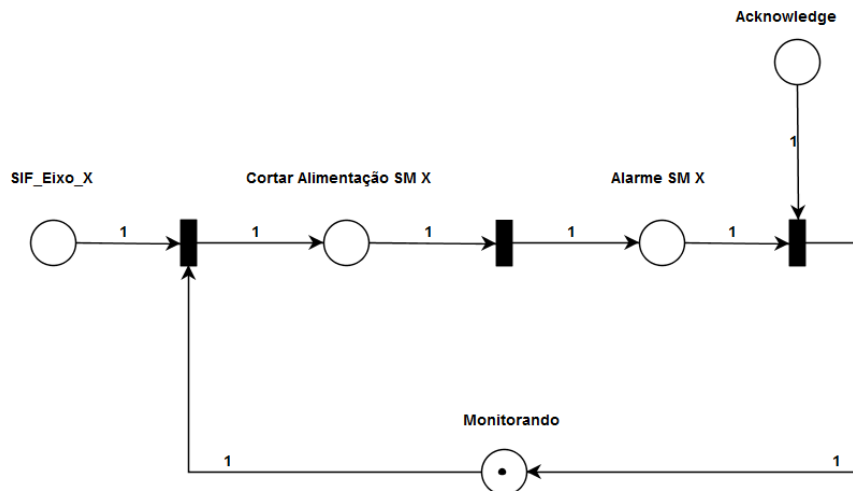 Acknowledge
1
SIF_Eixo_X
Cortar Alimentação SM X
Alarme SM X
1
1
1
1
1
Monitorando
1
1